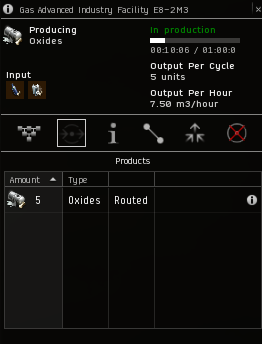 Gas Advanced Industry Facility E8-2M3
Producing
Oxides
In production
00:10:06 / 01:00:0
Output Per Cycle
5 units
Input
Output Per Hour
7.50 m3/hour
Products
Amount Type
5 Oxides Routed